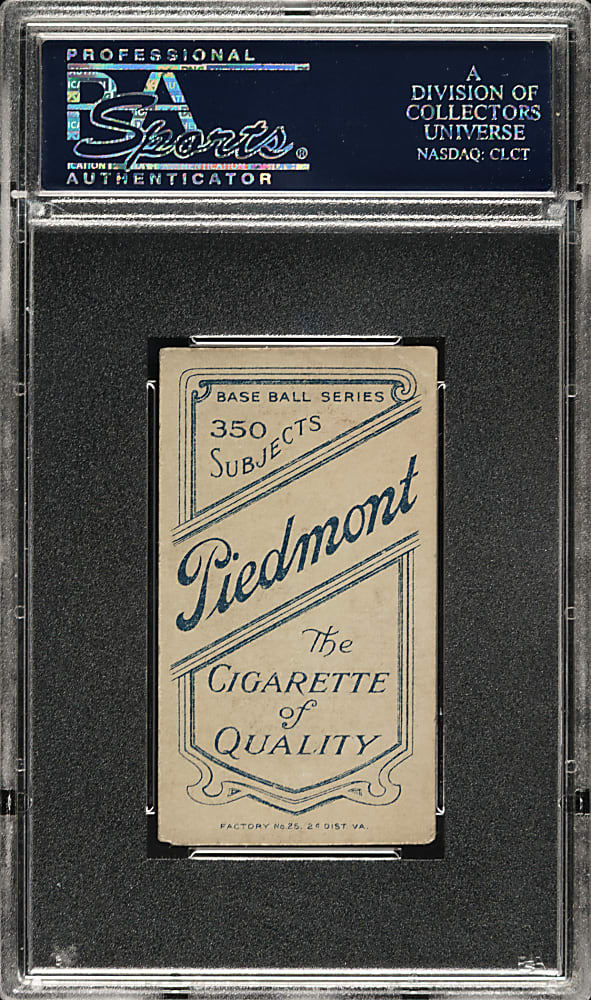 PROFESSIONAL
PSA
Sports®
AUTHENTICATOR
A
DIVISION OF
COLLECTORS
UNIVERSE
NASDAQ: CLCT
BASE BALL SERIES
350
SUBJECTS
Piedmont
The
CIGARETTE
of
QUALITY
FACTORY No. 25. 2D DIST. VA.